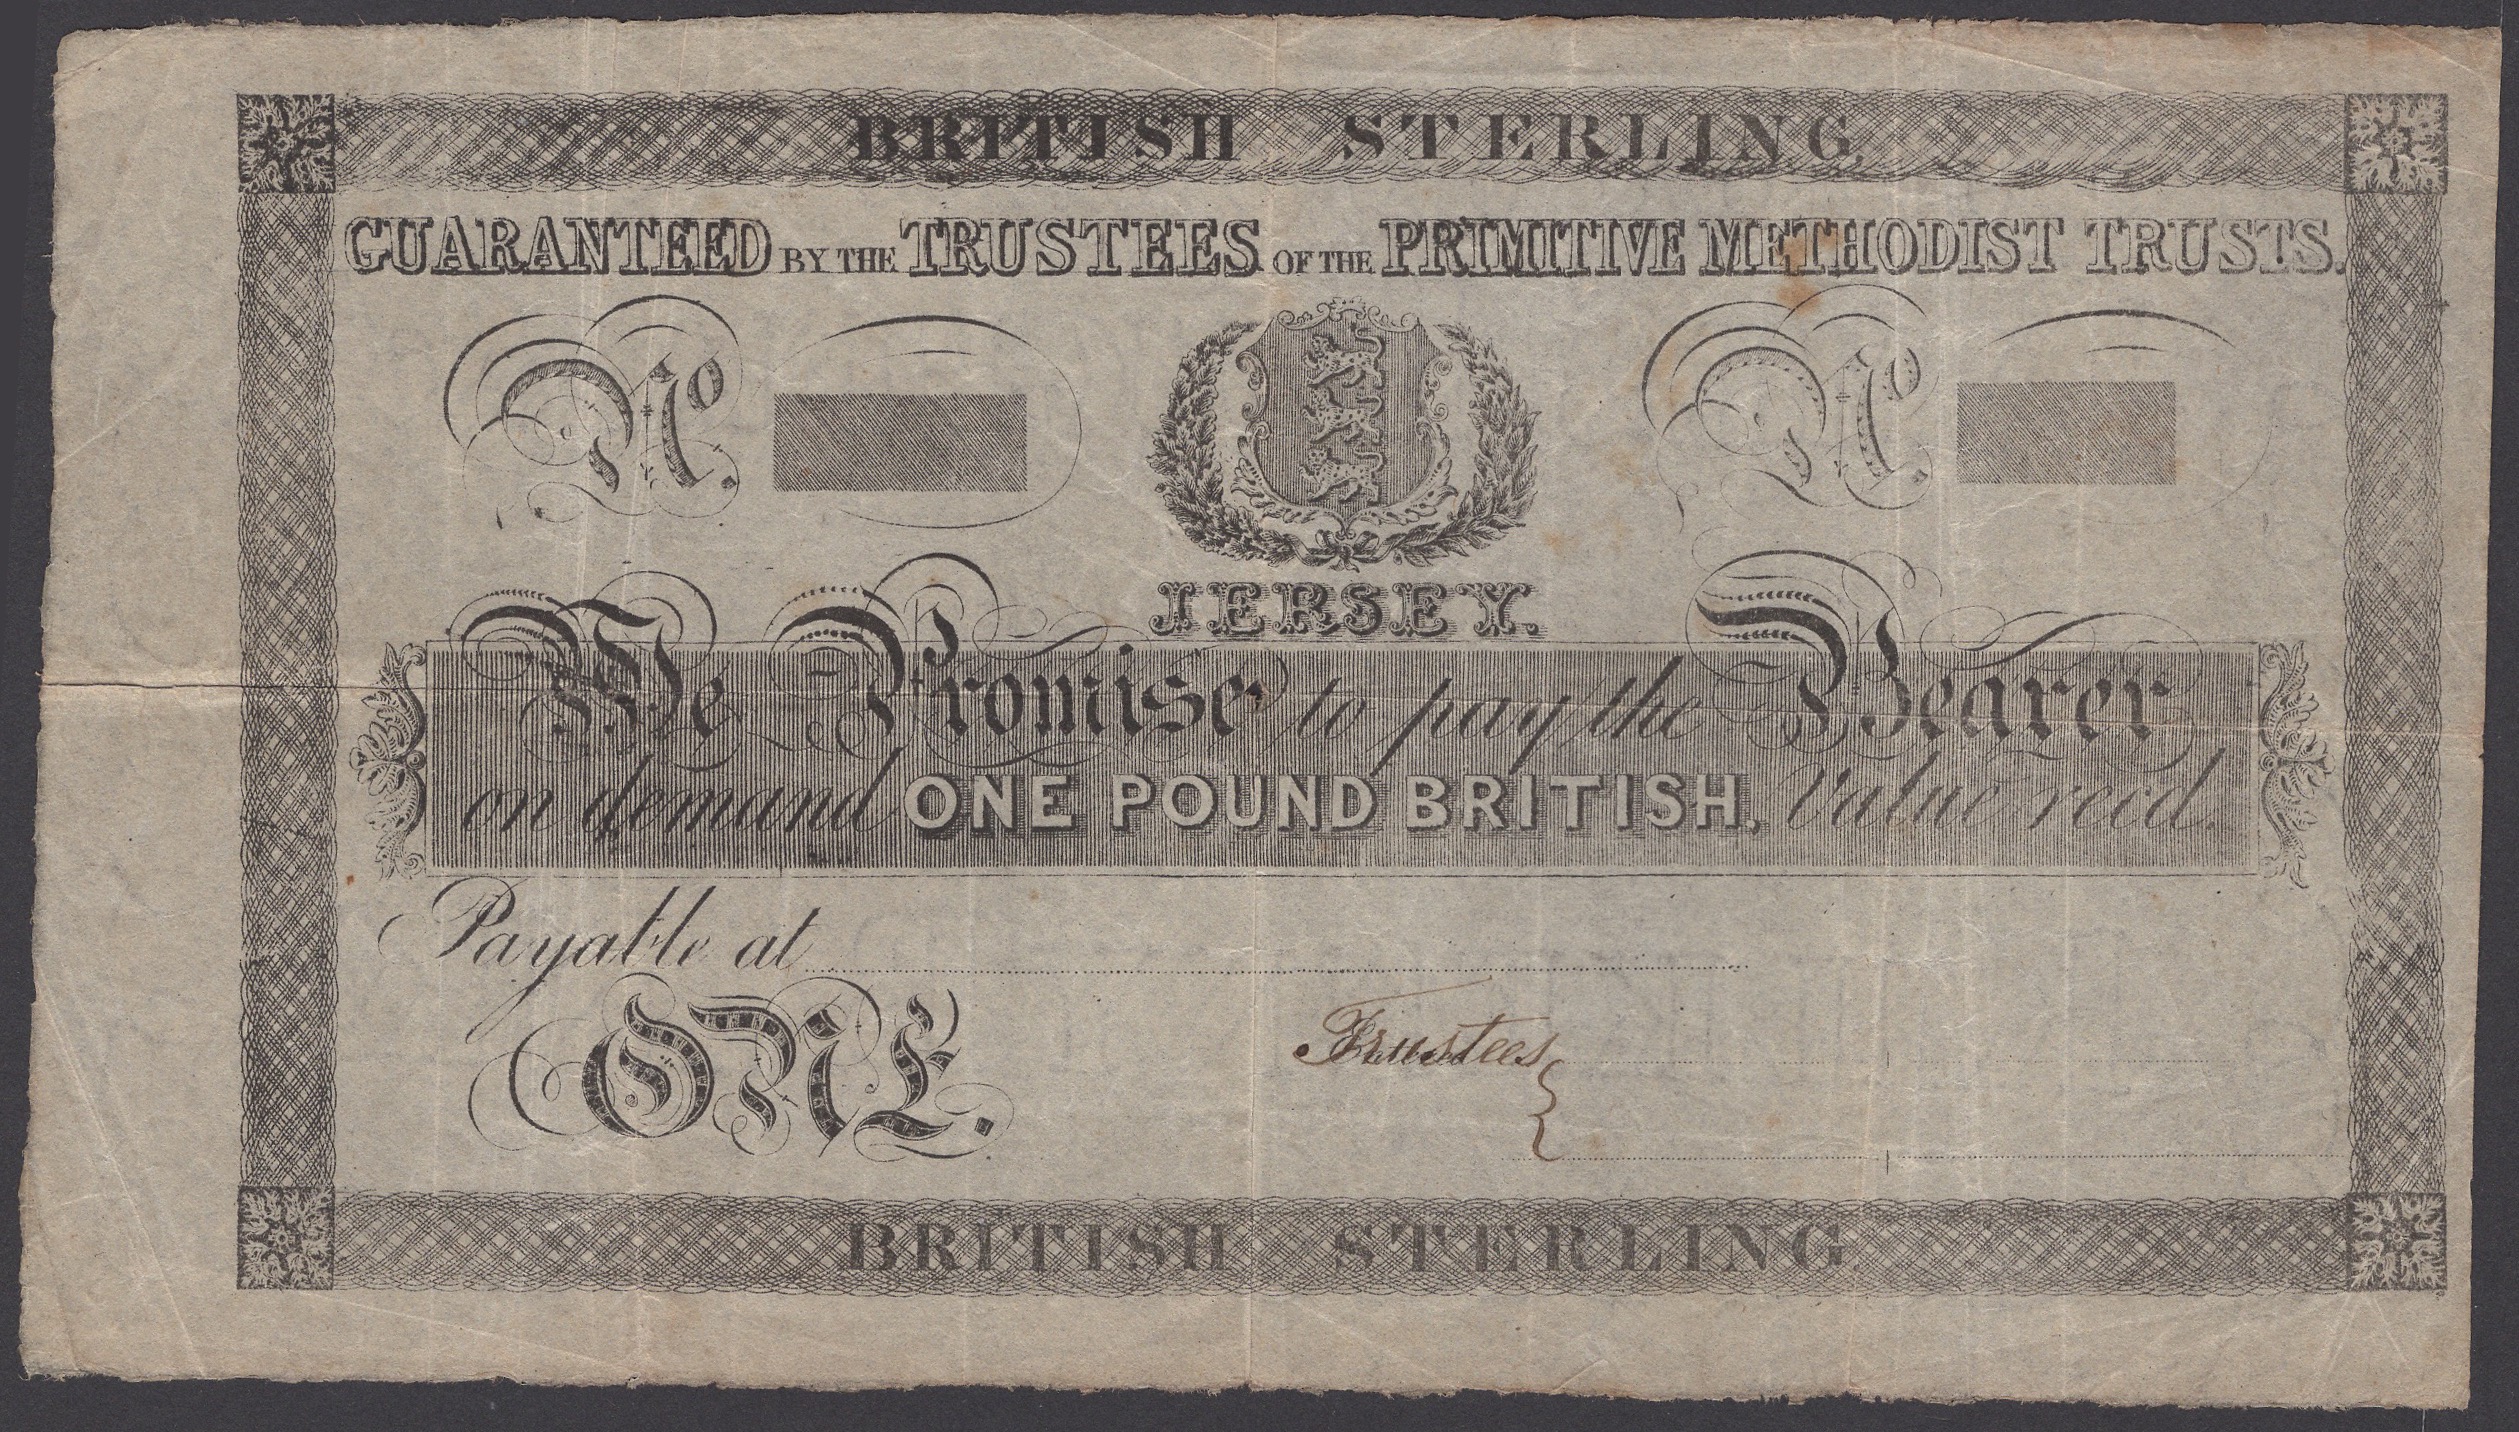 BRITISH STERLING.
GUARANTEED BY THE TRUSTEES OF THE PRIMITIVE METHODIST TRUSTS.
No. No.
JERSEY.
We Promise to pay the Bearer
on demand ONE POUND BRITISH, Value recd.
Payable at
ONE.
Trustees
BRITISH STERLING.